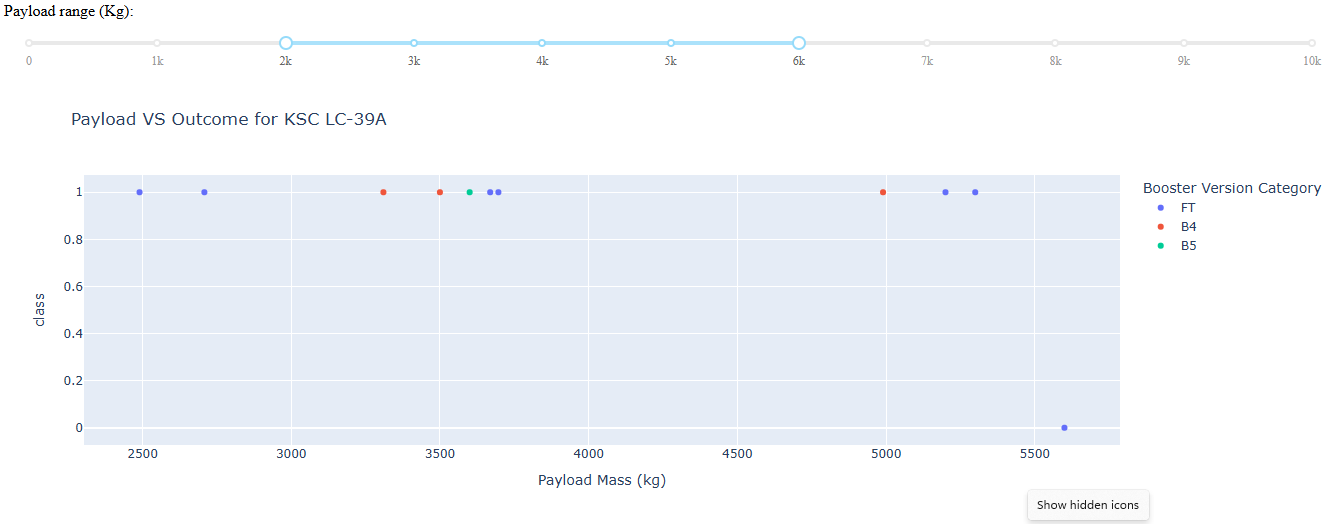 Payload range (Kg):
0 1k 2k 3k 4k 5k 6k 7k 8k 9k 10k
Payload VS Outcome for KSC LC-39A
Booster Version Category
FT
B4
B5
1
0.8
0.6
0.4
0.2
0
class
2500 3000 3500 4000 4500 5000 5500
Payload Mass (kg)
Show hidden icons